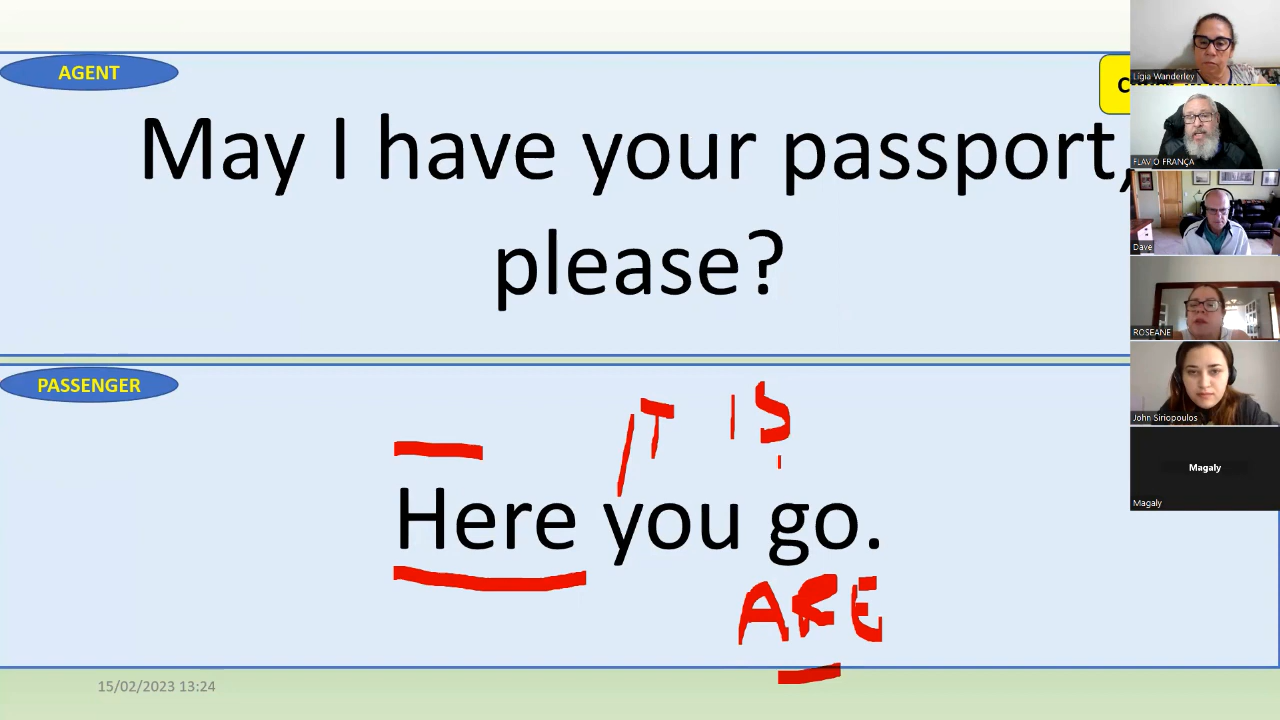 AGENT
May I have your passport,
please?
PASSENGER
IT IS
Here you go.
ARE
15/02/2023 13:24
Lígia Wanderley
FLAVIO FRANÇA
Dave
ROSEANE
John Siriopoulos
Magaly
Magaly